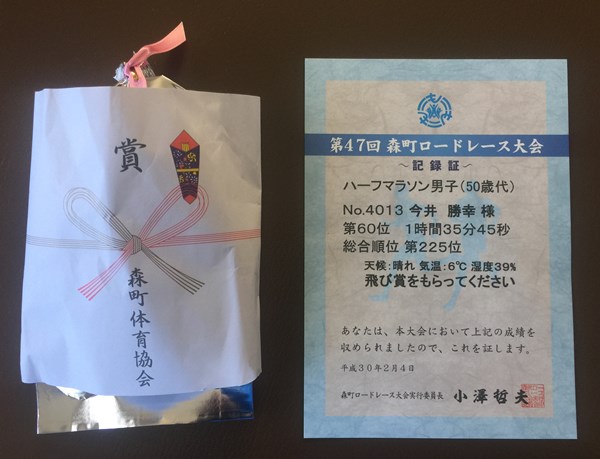 賞
森町体育協会
第47回 森町ロードレース大会
～記録証～
ハーフマラソン男子(50歳代)
No.4013 今井 勝幸 様
第60位 1時間35分45秒
総合順位 第225位
天候:晴れ 気温:6℃ 湿度39%
飛び賞をもらってください
あなたは、本大会において上記の成績を
収められましたので、これを証します。
平成30年2月4日
森町ロードレース大会実行委員長 小澤哲夫